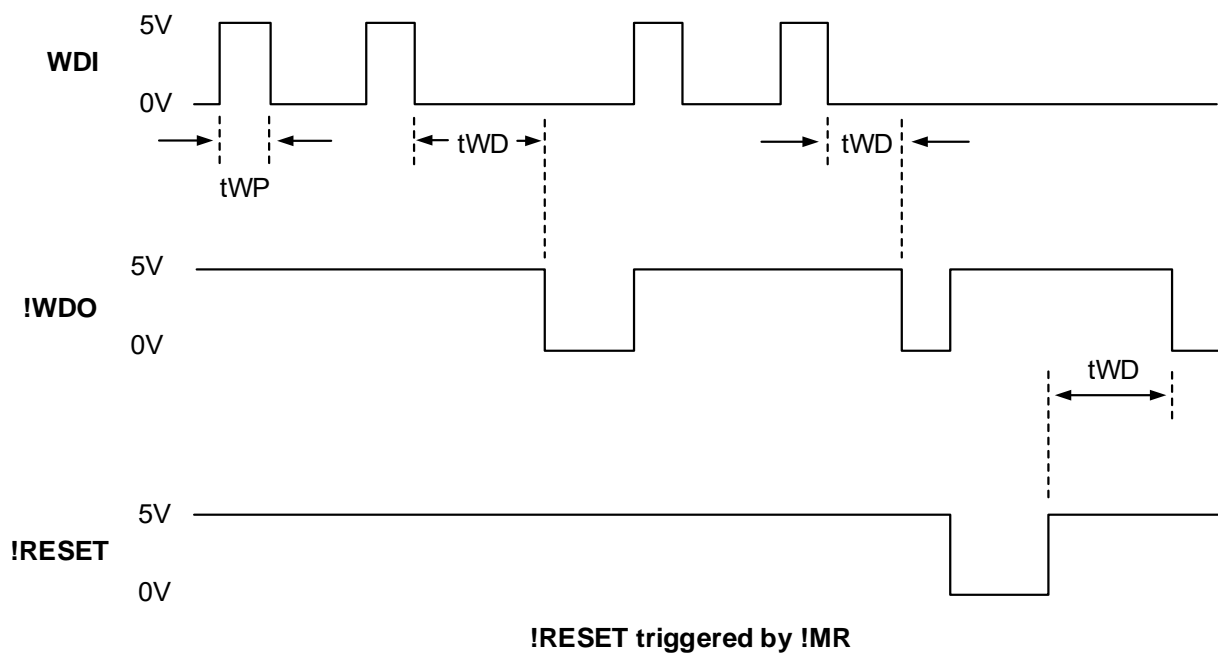 5V
WDI
0V
tWD
tWD
tWP
5V
!WDO
0V
tWD
5V
!RESET
0V
!RESET triggered by !MR